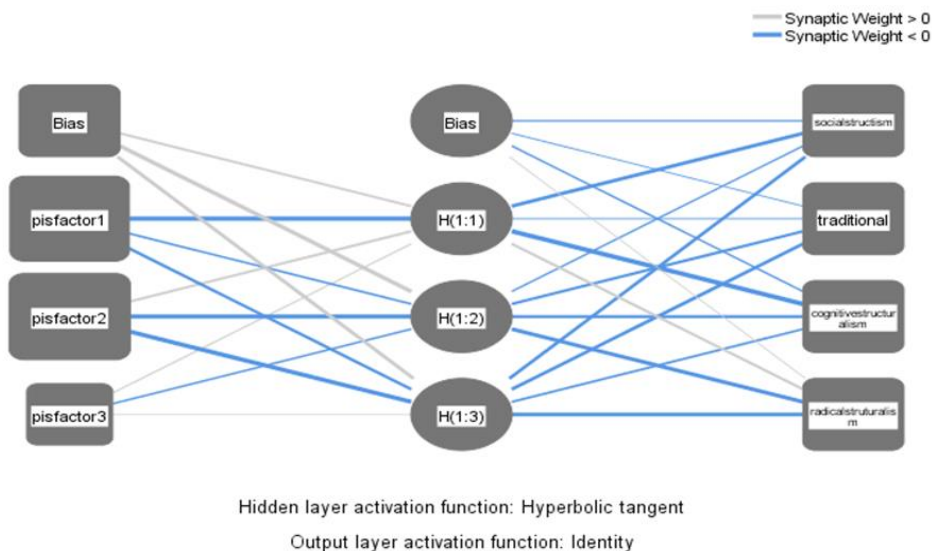 Synaptic Weight > 0
Synaptic Weight < 0
Bias
Bias
socialstructism
pisfactor1
H(1:1)
traditional
pisfactor2
H(1:2)
cognitivestructur
alism
pisfactor3
H(1:3)
radicalstruturalis
m
Hidden layer activation function: Hyperbolic tangent
Output layer activation function: Identity